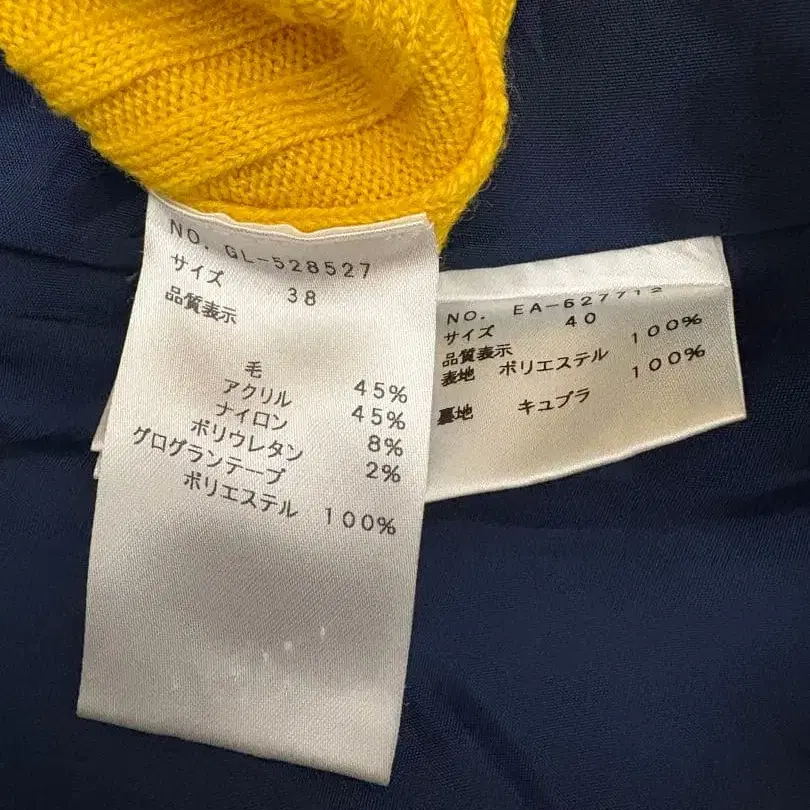 NO. GL-528527
サイズ 38
品質表示
毛 45%
アクリル 45%
ナイロン 8%
ポリウレタン 2%
グログランテープ
ポリエステル 100%
NO. EA-627712
サイズ 40
品質表示
表地 ポリエステル 100%
裏地 キュプラ 100%